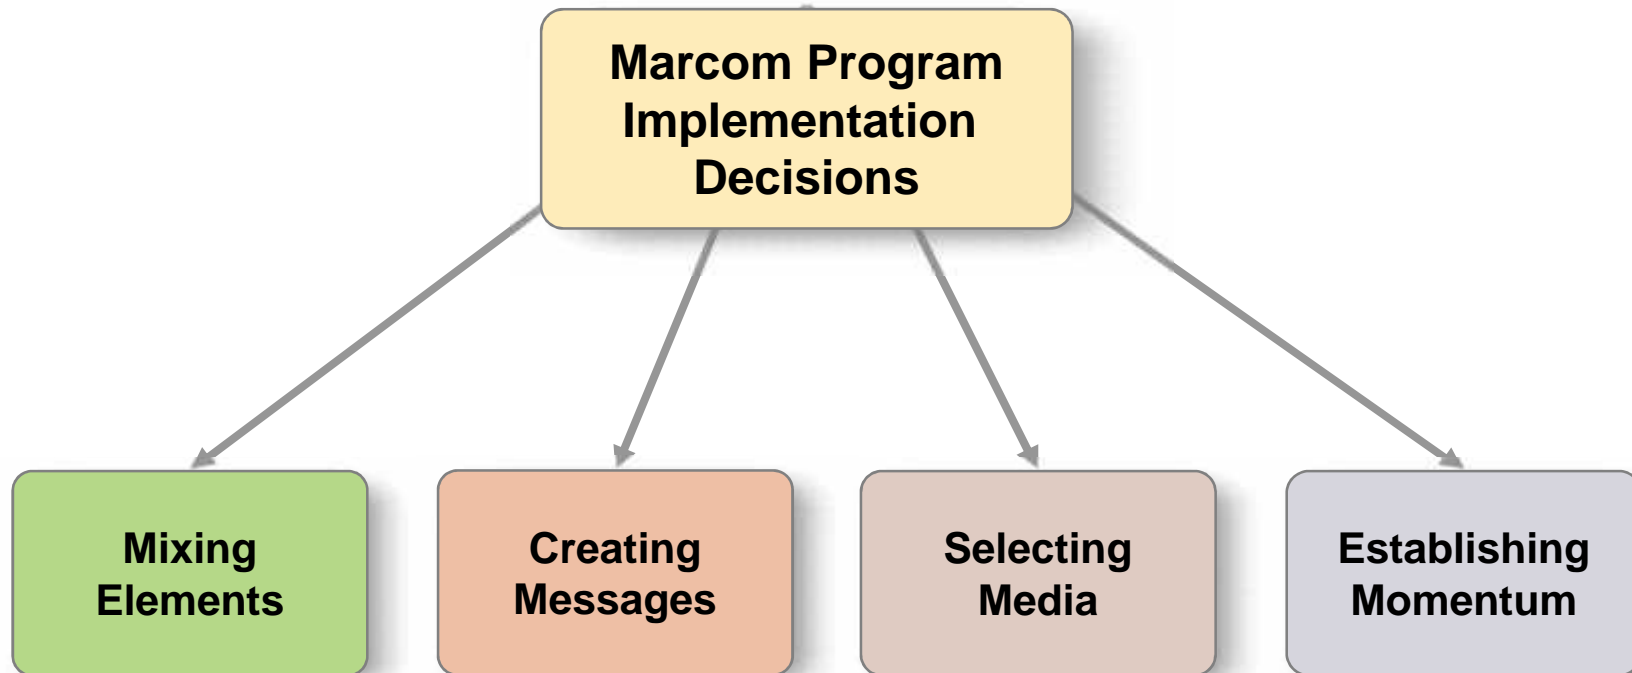 Marcom Program
Implementation
Decisions
Mixing
Elements
Creating
Messages
Selecting
Media
Establishing
Momentum